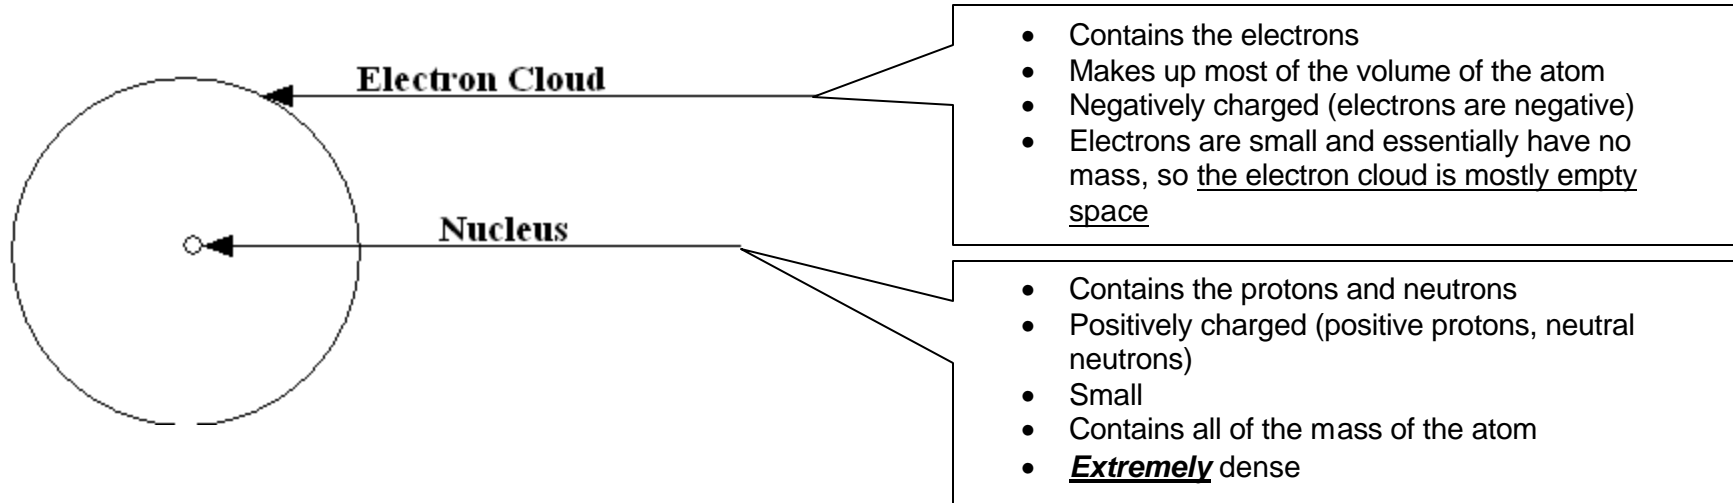 Electron Cloud
• Contains the electrons
• Makes up most of the volume of the atom
• Negatively charged (electrons are negative)
• Electrons are small and essentially have no
mass, so the electron cloud is mostly empty
space
Nucleus
• Contains the protons and neutrons
• Positively charged (positive protons, neutral
neutrons)
• Small
• Contains all of the mass of the atom
• Extremely dense